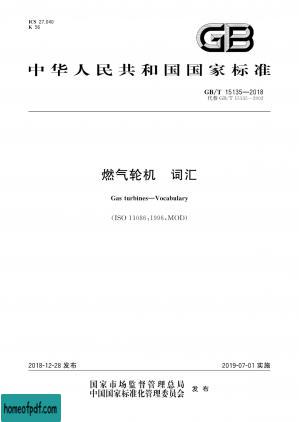 ICS 27.040
K 56
GB
中华人民共和国国家标准
GB/T 15135—2018
代替 GB/T 15135—2002
燃气轮机 词汇
Gas turbines—Vocabulary
(ISO 11086:1996,MOD)
2018-12-28 发布
2019-07-01 实施
国家市场监督管理总局
中国国家标准化管理委员会
发布
homeofpdf.com
homeofpdf.com